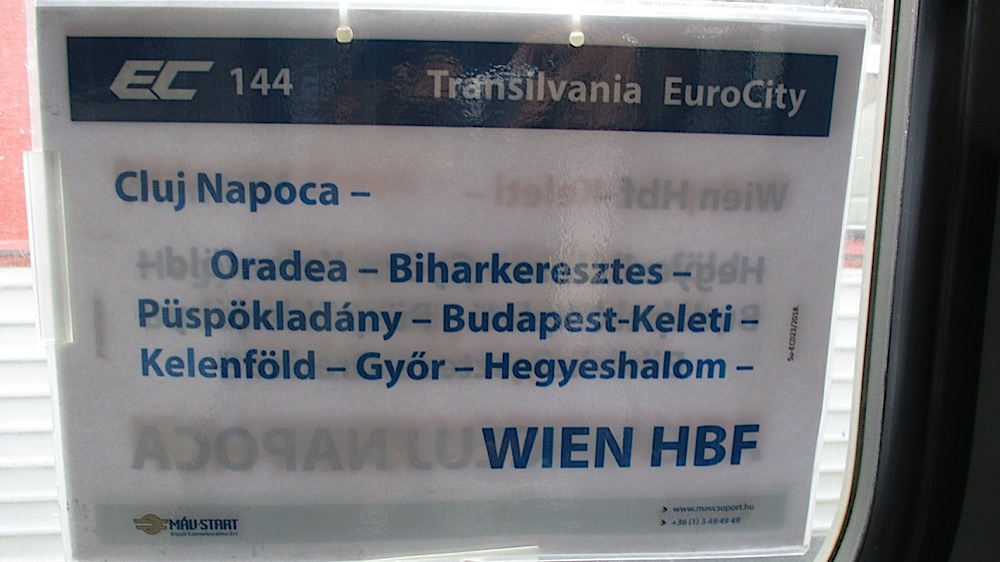 EC 144 Transilvania EuroCity
Cluj Napoca –
Oradea – Biharkeresztes –
Püspökladány – Budapest-Keleti –
Kelenföld – Győr – Hegyeshalom –
WIEN HBF
MÁV-START
www.mavcsoport.hu
+36 (1) 3 49 49 49